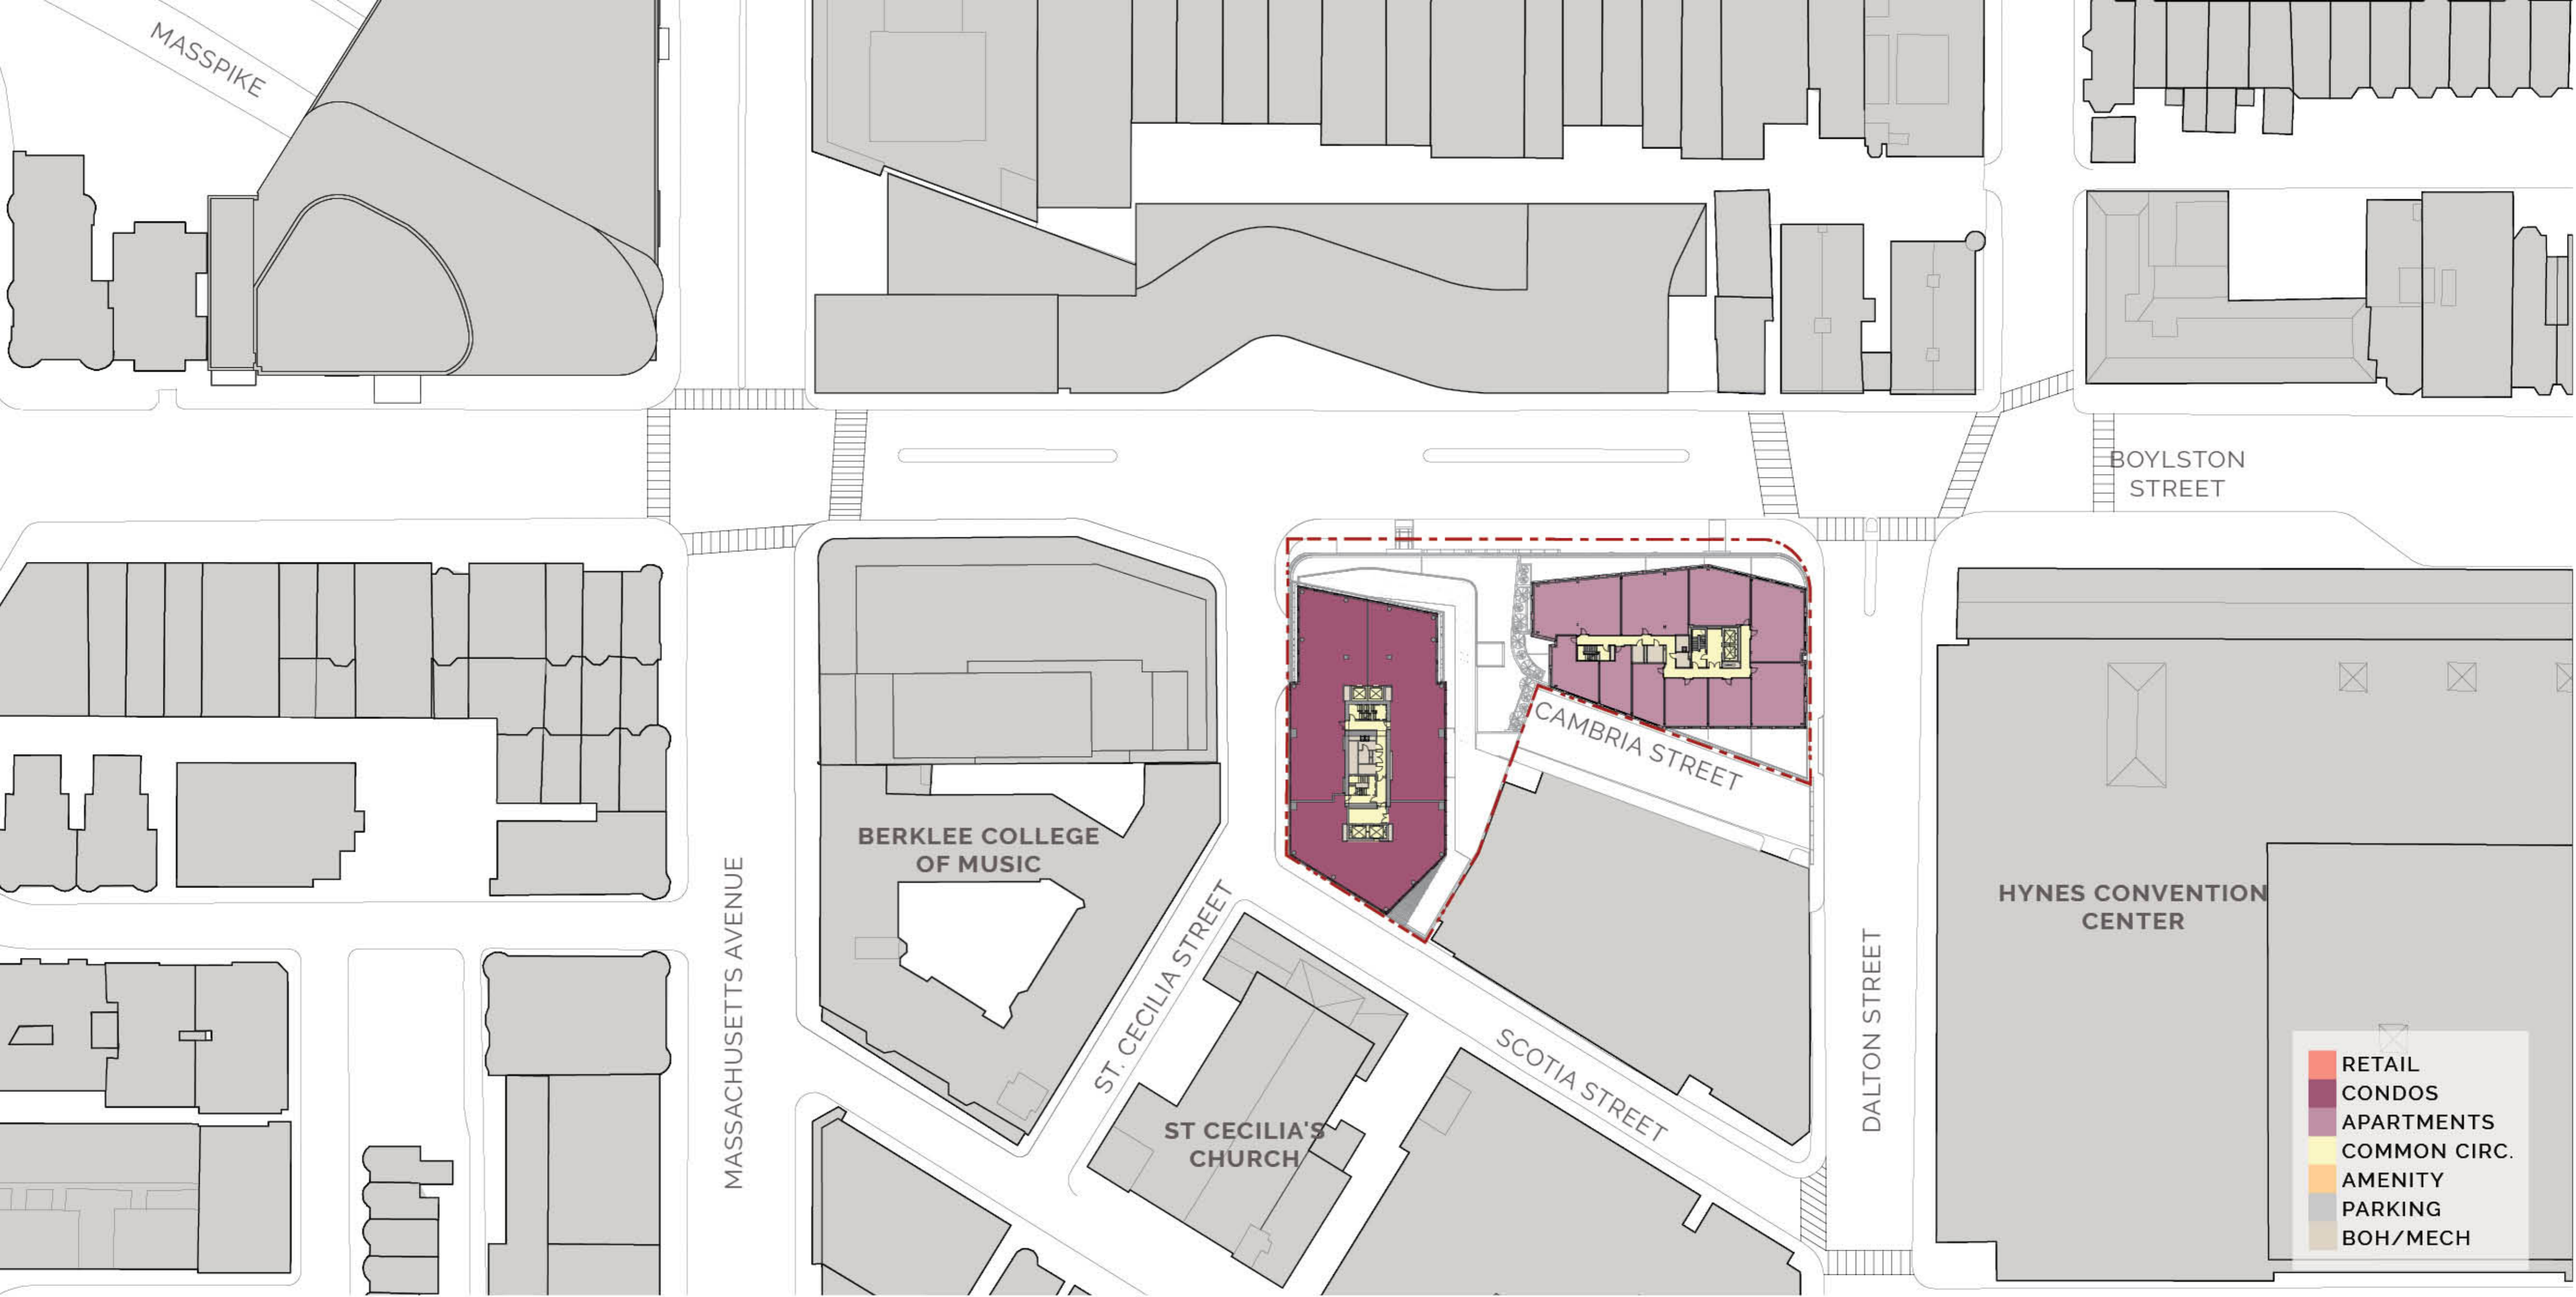 MASSPIKE
BOYLSTON
STREET
CAMBRIA STREET
BERKLEE COLLEGE
OF MUSIC
MASSACHUSETTS AVENUE
ST. CECILIA STREET
HYNES CONVENTION
CENTER
DALTON STREET
SCOTIA STREET
ST CECILIA'S
CHURCH
RETAIL
CONDOS
APARTMENTS
COMMON CIRC.
AMENITY
PARKING
BOH/MECH